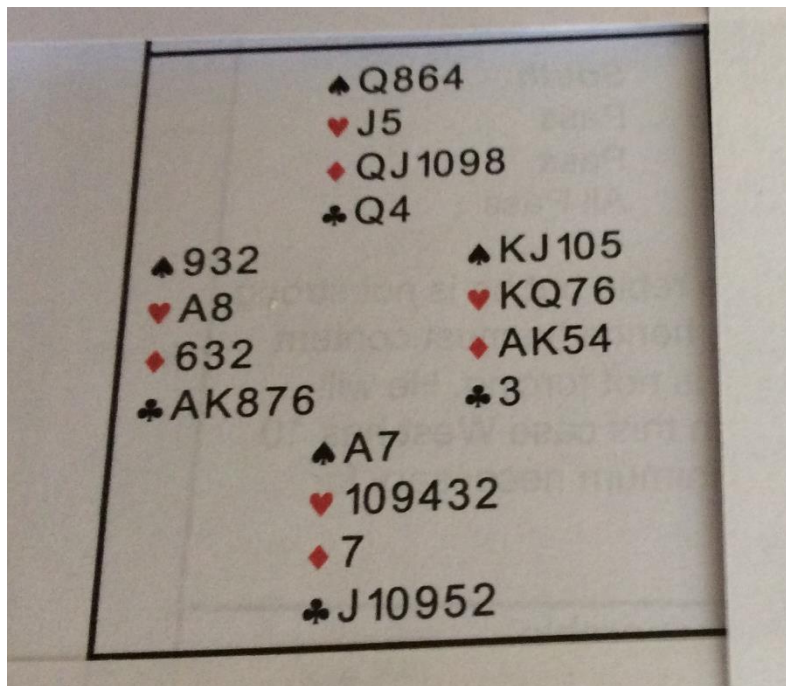 ♠Q864
♥J5
♦QJ1098
♣Q4
♠932
♥A8
♦632
♣AK876
♠KJ105
♥KQ76
♦AK54
♣3
♠A7
♥109432
♦7
♣J10952